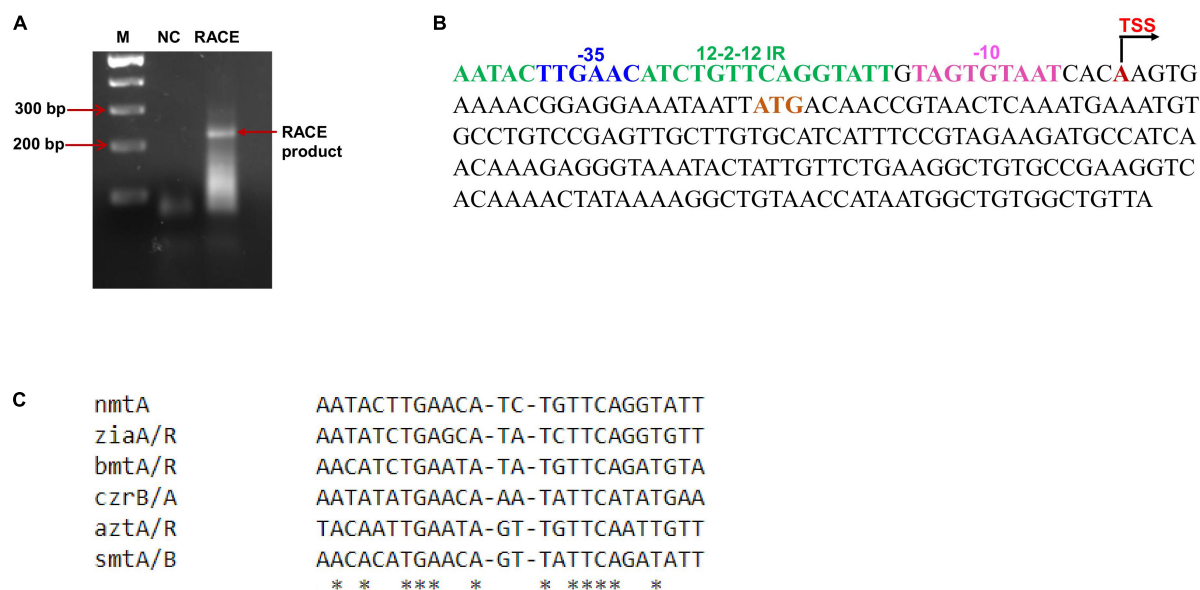 A
M NC RACE
300 bp
200 bp
RACE
product
B
TSS
-35 12-2-12 IR -10
AATACTTGAACATCTGTTCAGGTATTGTAGTGTAATCACAAGTG
AAAACGGAGGAAATAATTATGACAACCGTAACTCAAATGAAATGT
GCCTGTCCGAGTTGCTTGTGCATCATTTCCGTAGAAGATGCCATCA
ACAAAGAGGGTAAATACTATTGTTCTGAAGGCTGTGCCGAAGGTC
ACAAAACTATAAAAGGCTGTAACCATAATGGCTGTGGCTGTTA
C
nmtA AATACTTGAACA-TC-TGTTCAGGTATT
ziaA/R AATATCTGAGCA-TA-TCTTCAGGTGTT
bmtA/R AACATCTGAATA-TA-TGTTCAGATGTA
czrB/A AATATATGAACA-AA-TATTCATATGAA
aztA/R TACAATTGAATA-GT-TGTTCAATTGTT
smtA/B AACACATGAACA-GT-TATTCAGATATT
* * *** * * **** *